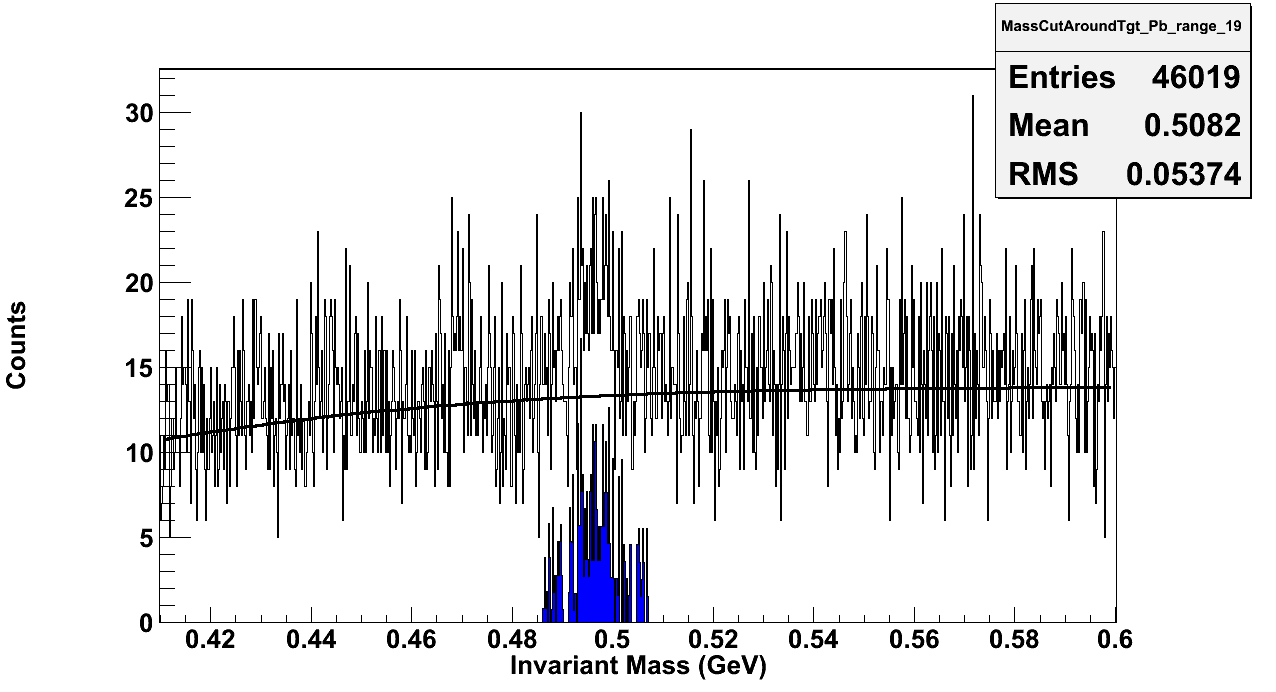 MassCutAroundTgt_Pb_range_19
Entries 46019
Mean 0.5082
RMS 0.05374
Counts
30
25
20
15
10
5
0
0.42 0.44 0.46 0.48 0.5 0.52 0.54 0.56 0.58 0.6
Invariant Mass (GeV)